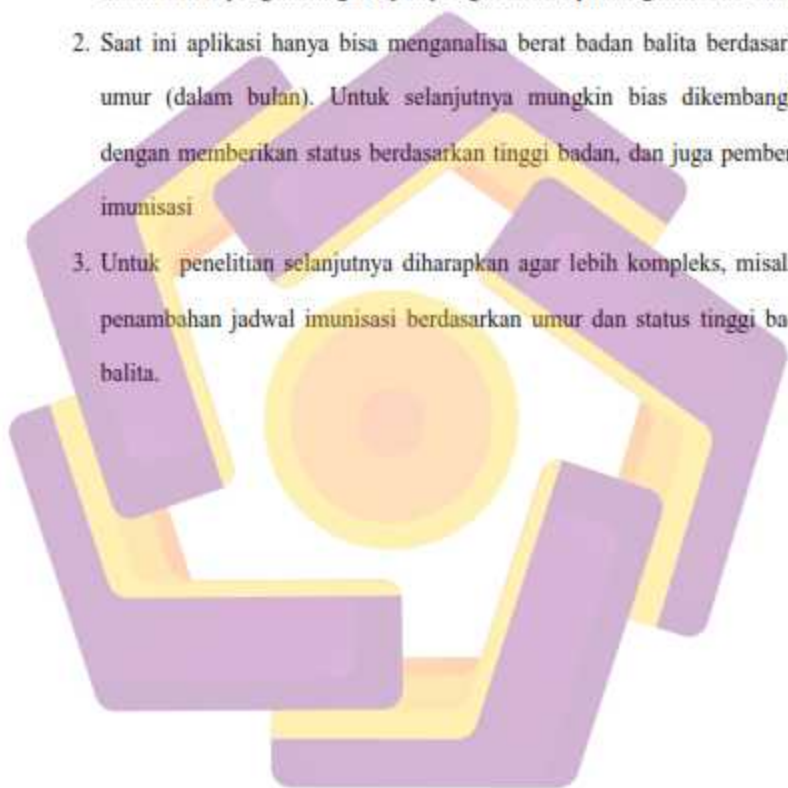 2. Saat ini aplikasi hanya bisa menganalisa berat badan balita berdasar
umur (dalam bulan). Untuk selanjutnya mungkin bias dikembang
dengan memberikan status berdasarkan tinggi badan, dan juga pember
imunisasi
3. Untuk penelitian selanjutnya diharapkan agar lebih kompleks, misal
penambahan jadwal imunisasi berdasarkan umur dan status tinggi ba
balita.